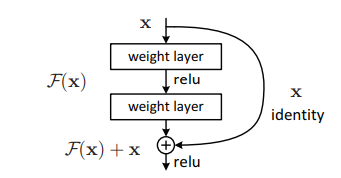 x
weight layer
relu
F(x)
weight layer
x
identity
F(x) + x
relu